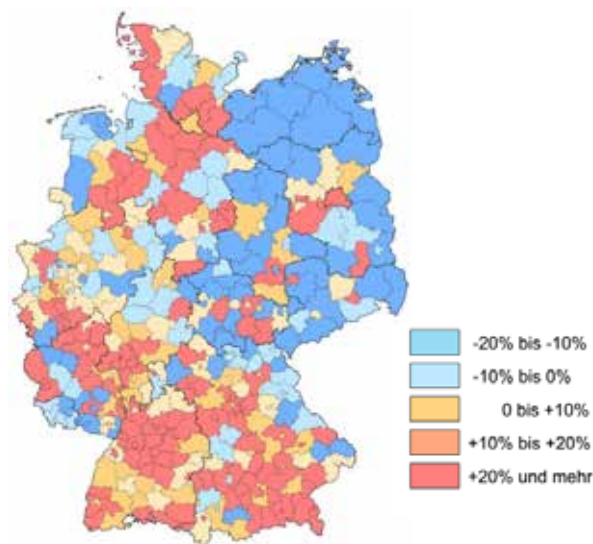 -20% bis -10%
-10% bis 0%
0 bis +10%
+10% bis +20%
+20% und mehr